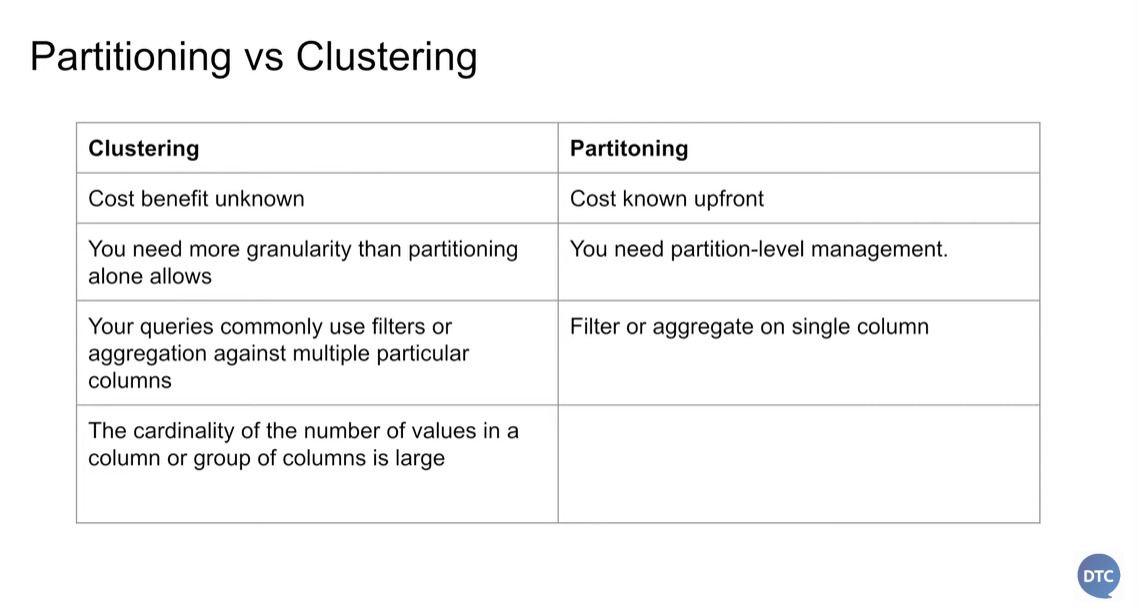 Partitioning vs Clustering
Clustering
Partitoning
Cost benefit unknown
Cost known upfront
You need more granularity than partitioning
alone allows
You need partition-level management.
Your queries commonly use filters or
aggregation against multiple particular
columns
Filter or aggregate on single column
The cardinality of the number of values in a
column or group of columns is large
DTC